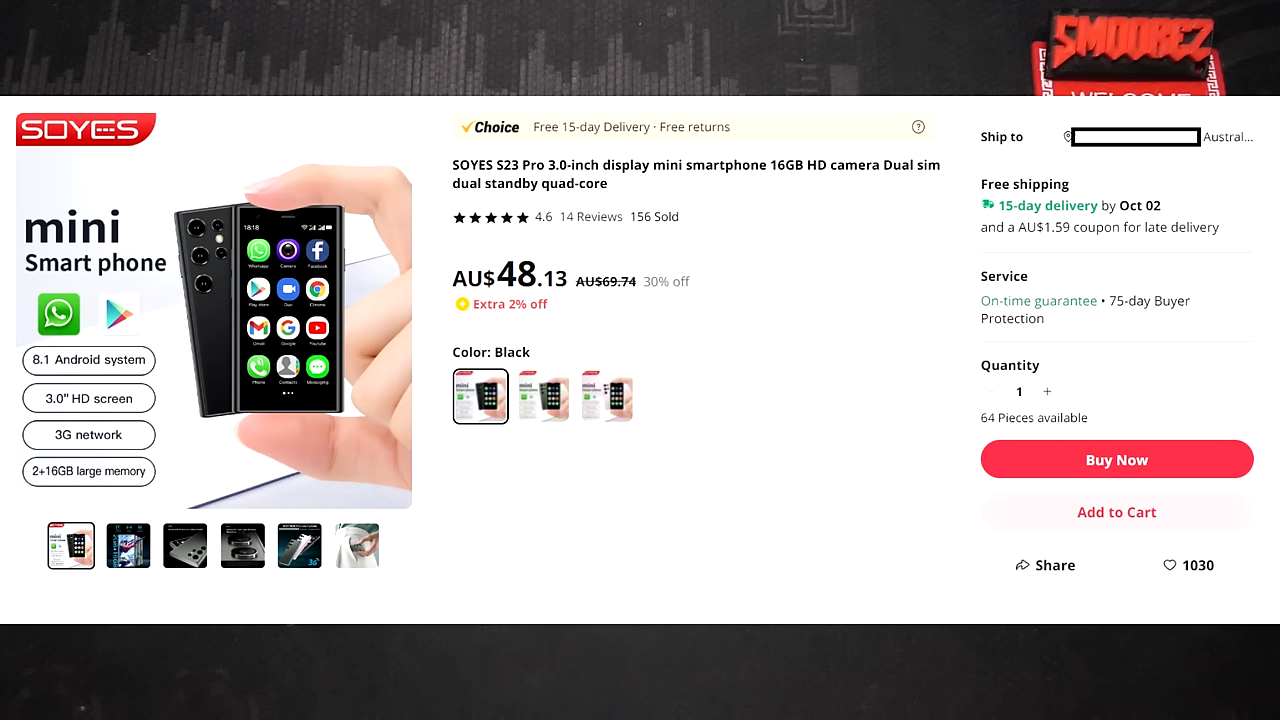 SMOOREZ
WELCOME
SOYES
mini
Smart phone
8.1 Android system
3.0" HD screen
3G network
2+16GB large memory
18:18
Whatsapp
Camera
Facebook
Play store
Duo
Chrome
Gmail
Google
Youtube
Phone
Contacts
Messaging
Choice
Free 15-day Delivery · Free returns
?
SOYES S23 Pro 3.0-inch display mini smartphone 16GB HD camera Dual sim
dual standby quad-core
4.6 14 Reviews 156 Sold
AU$48.13 AU$69.74 30% off
Extra 2% off
Color: Black
Ship to
Austral...
Free shipping
15-day delivery by Oct 02
and a AU$1.59 coupon for late delivery
Service
On-time guarantee • 75-day Buyer
Protection
Quantity
1 +
64 Pieces available
Buy Now
Add to Cart
Share
1030